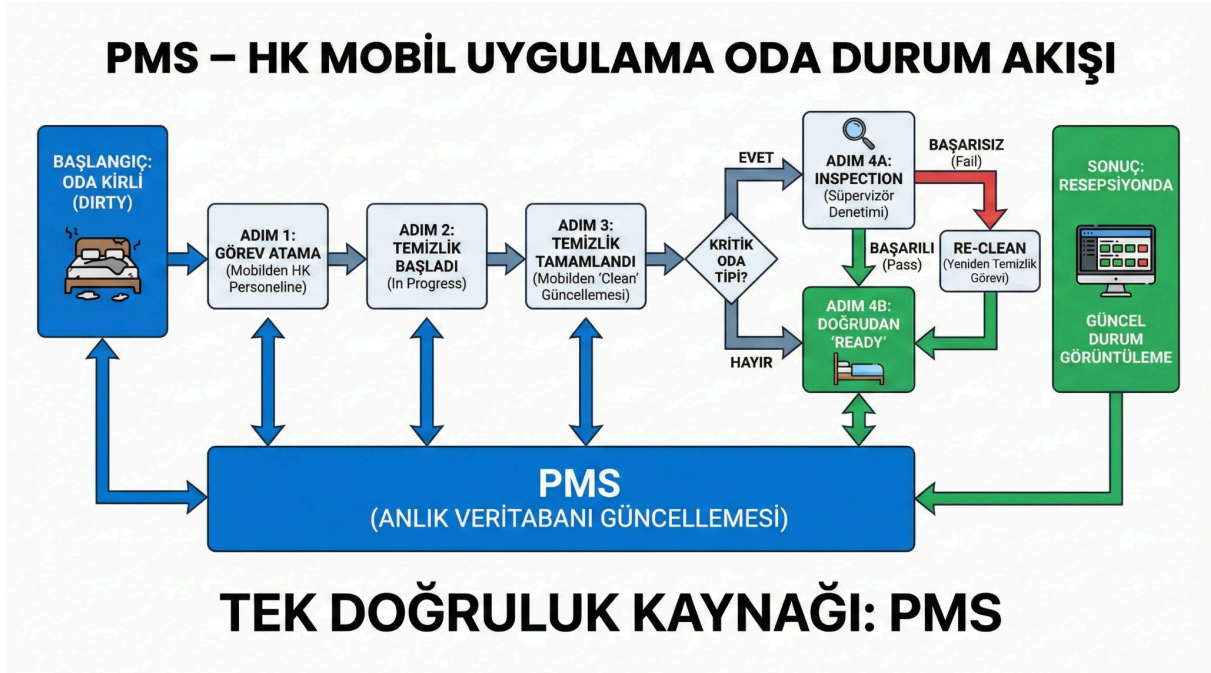 PMS – HK MOBİL UYGULAMA ODA DURUM AKIŞI
BAŞLANGIÇ:
ODA KİRLİ
(DIRTY)
ADIM 1:
GÖREV ATAMA
(Mobilden HK
Personeline)
ADIM 2:
TEMİZLİK
BAŞLADI
(In Progress)
ADIM 3:
TEMİZLİK
TAMAMLANDI
(Mobilden 'Clean'
Güncellemesi)
KRİTİK
ODA
TİPİ?
EVET
HAYIR
ADIM 4A:
INSPECTION
(Süpervizör
Denetimi)
BAŞARISIZ
(Fail)
BAŞARILI
(Pass)
RE-CLEAN
(Yeniden Temizlik
Görevi)
ADIM 4B:
DOĞRUDAN
'READY'
SONUÇ:
RESEPSİYONDA
GÜNCEL
DURUM
GÖRÜNTÜLEME
PMS
(ANLIK VERİTABANI GÜNCELLEMESİ)
TEK DOĞRULUK KAYNAĞI: PMS